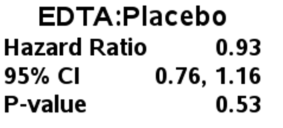 EDTA:Placebo
Hazard Ratio 0.93
95% CI 0.76, 1.16
P-value 0.53